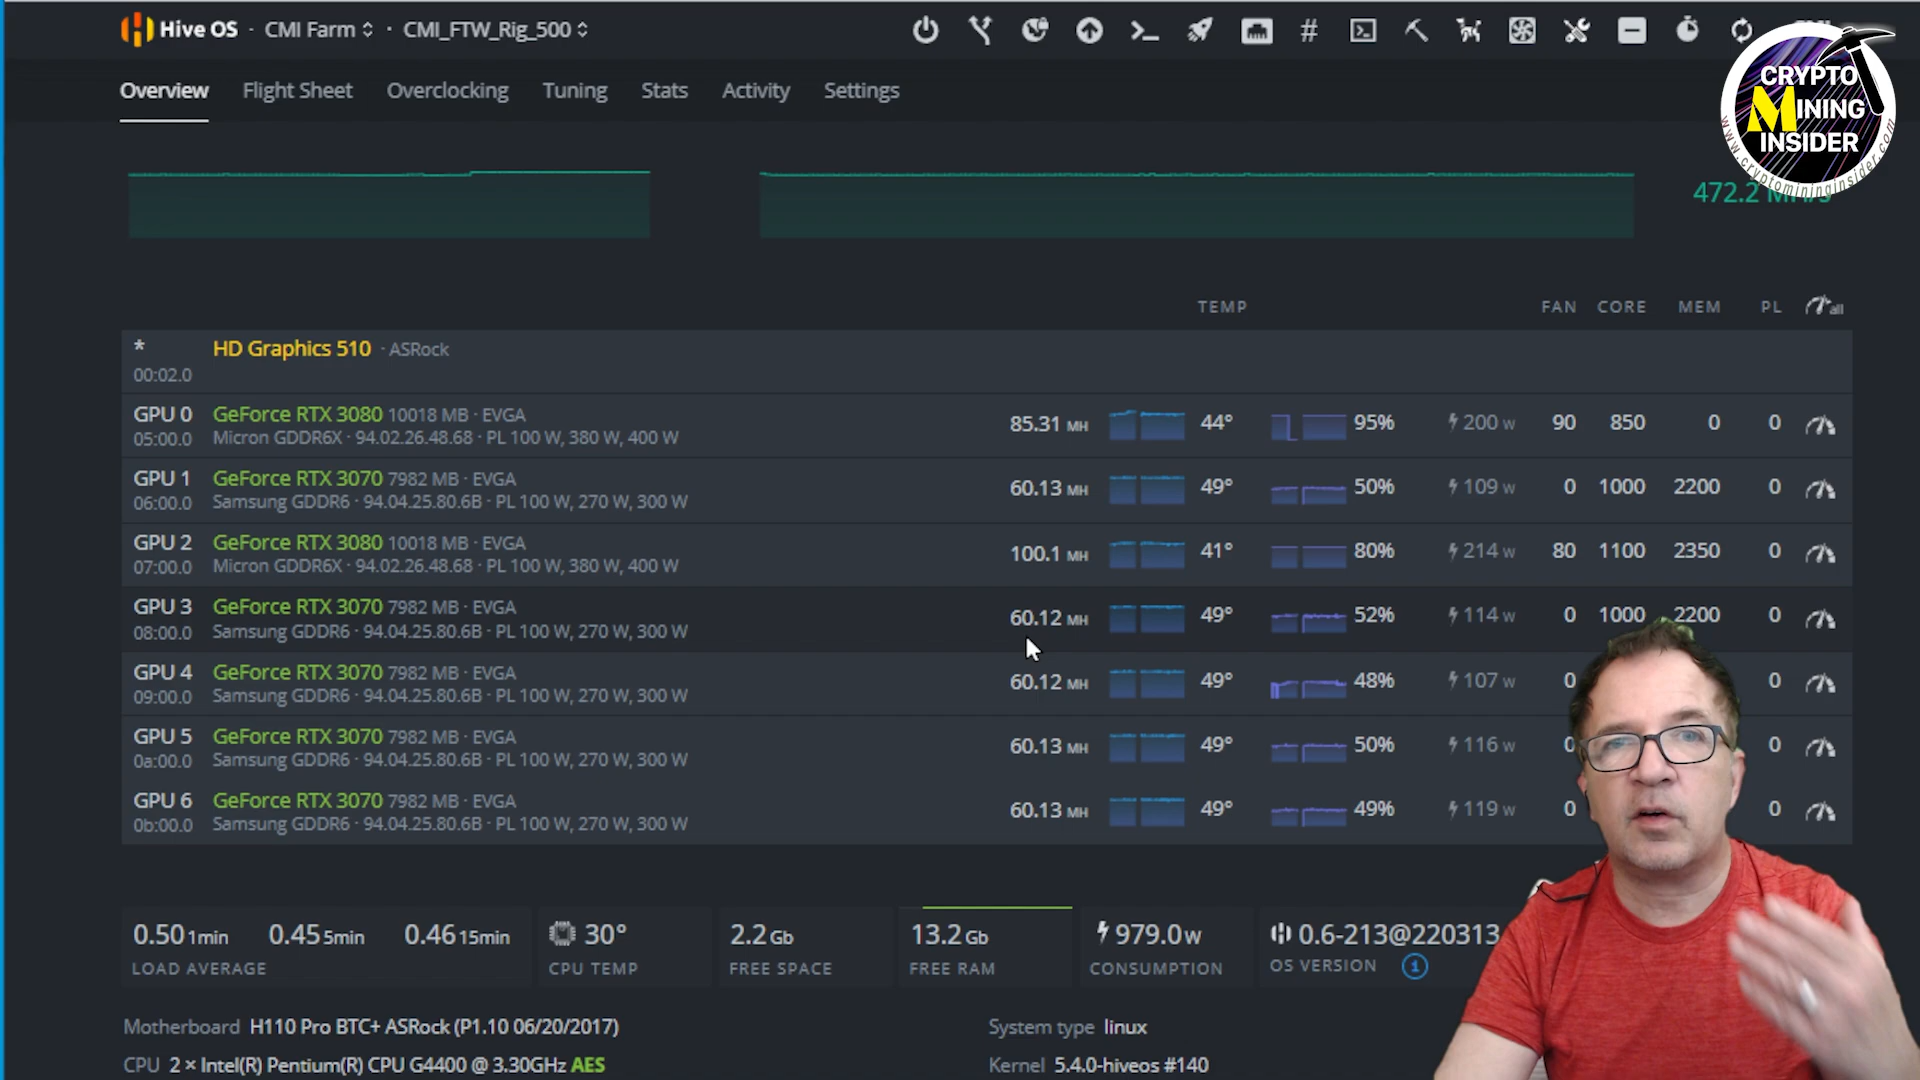 Hive OS · CMI Farm · CMI_FTW_Rig_500
Overview Flight Sheet Overclocking Tuning Stats Activity Settings
CRYPTO
MINING
INSIDER
www.cryptomininginsider.com
472.2
TEMP FAN CORE MEM PL all
* HD Graphics 510 · ASRock
00:02.0
GPU 0 GeForce RTX 3080 10018 MB · EVGA 85.31 MH 44° 95% 200 W 90 850 0 0
05:00.0 Micron GDDR6X · 94.02.26.48.68 · PL 100 W, 380 W, 400 W
GPU 1 GeForce RTX 3070 7982 MB · EVGA 60.13 MH 49° 50% 109 W 0 1000 2200 0
06:00.0 Samsung GDDR6 · 94.04.25.80.6B · PL 100 W, 270 W, 300 W
GPU 2 GeForce RTX 3080 10018 MB · EVGA 100.1 MH 41° 80% 214 W 80 1100 2350 0
07:00.0 Micron GDDR6X · 94.02.26.48.68 · PL 100 W, 380 W, 400 W
GPU 3 GeForce RTX 3070 7982 MB · EVGA 60.12 MH 49° 52% 114 W 0 1000 2200 0
08:00.0 Samsung GDDR6 · 94.04.25.80.6B · PL 100 W, 270 W, 300 W
GPU 4 GeForce RTX 3070 7982 MB · EVGA 60.12 MH 49° 48% 107 W 0 0
09:00.0 Samsung GDDR6 · 94.04.25.80.6B · PL 100 W, 270 W, 300 W
GPU 5 GeForce RTX 3070 7982 MB · EVGA 60.13 MH 49° 50% 116 W 0 0
0a:00.0 Samsung GDDR6 · 94.04.25.80.6B · PL 100 W, 270 W, 300 W
GPU 6 GeForce RTX 3070 7982 MB · EVGA 60.13 MH 49° 49% 119 W 0 0
0b:00.0 Samsung GDDR6 · 94.04.25.80.6B · PL 100 W, 270 W, 300 W
0.50 1min 0.45 5min 0.46 15min 30° 2.2 Gb 13.2 Gb 979.0 W 0.6-213@220313
LOAD AVERAGE CPU TEMP FREE SPACE FREE RAM CONSUMPTION OS VERSION 1
Motherboard H110 Pro BTC+ ASRock (P1.10 06/20/2017) System type linux
CPU 2 × Intel(R) Pentium(R) CPU G4400 @ 3.30GHz AES Kernel 5.4.0-hiveos #140